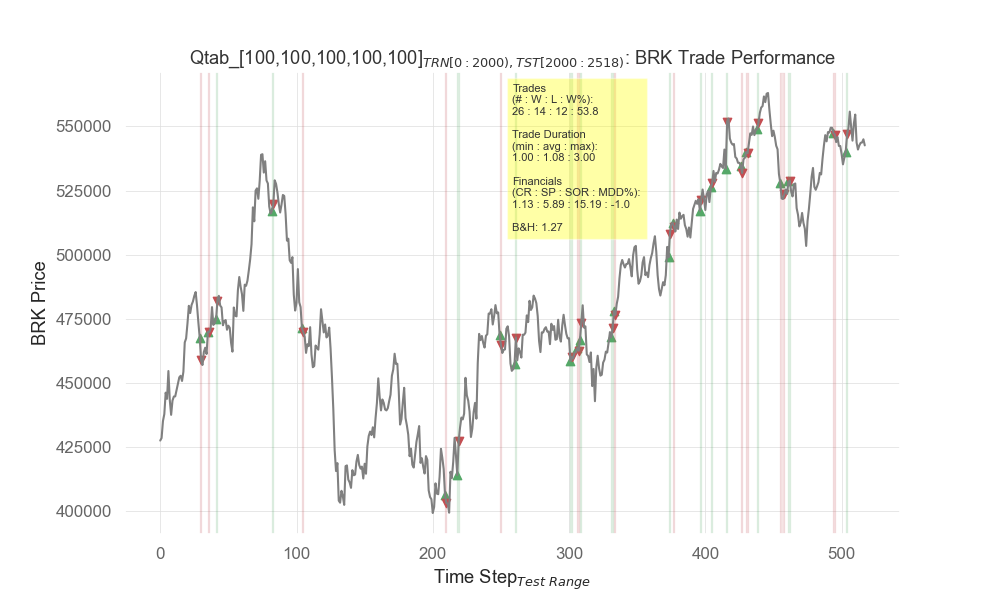 Qtab_[100,100,100,100,100]TRN[0 : 2000), TST[2000 : 2518): BRK Trade Performance
Trades
(# : W : L : W%):
26 : 14 : 12 : 53.8
Trade Duration
(min : avg : max):
1.00 : 1.08 : 3.00
Financials
(CR : SP : SOR : MDD%):
1.13 : 5.89 : 15.19 : -1.0
B&H: 1.27
BRK Price
550000
525000
500000
475000
450000
425000
400000
0 100 200 300 400 500
Time Step Test Range